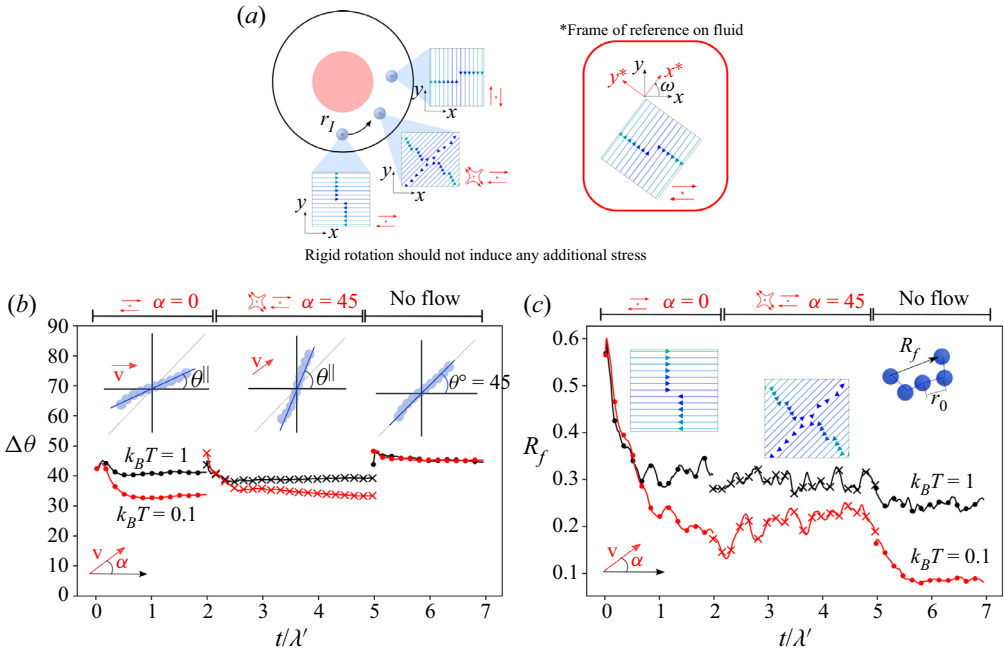 (a)
*Frame of reference on fluid
r_I
y
x
y
x
y
x
y
y*
x*
ω
x
Rigid rotation should not induce any additional stress
(b)
α = 0
α = 45
No flow
90
80
70
60
50
40
30
20
10
0
Δθ
v
θ||
v
θ||
θ° = 45
k_BT = 1
k_BT = 0.1
v
α
0
1
2
3
4
5
6
7
t/λ′
(c)
α = 0
α = 45
No flow
0.6
0.5
0.4
0.3
0.2
0.1
R_f
R_f
r_0
k_BT = 1
k_BT = 0.1
v
α
0
1
2
3
4
5
6
7
t/λ′